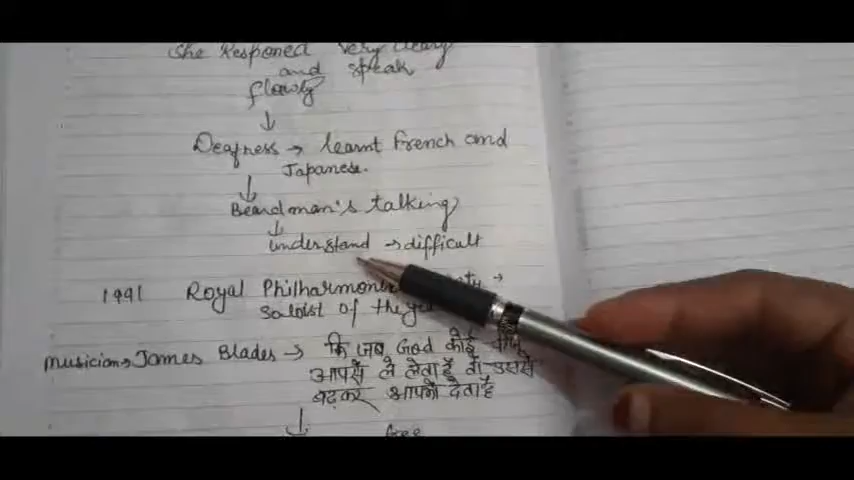 She Responed Very Clearly
and speak
flowly
↓
Deafness → learnt French and
Japanese.
↓
Beardman's talking
↓
understand → difficult
1991 Royal Philharmonic →
Soloist of the
musician → James Blades → कि जब God कोई
आपसे ले लेता है तो उससे
बढ़कर आपको देता है
↓